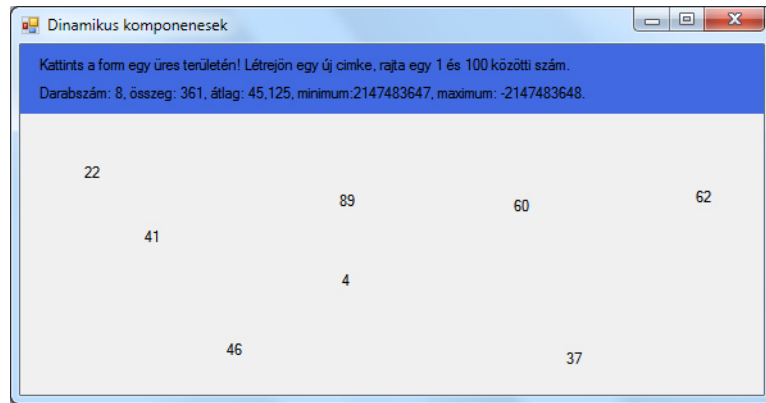 Dinamikus komponenesek
Kattints a form egy üres területén! Létrejön egy új cimke, rajta egy 1 és 100 közötti szám.
Darabszám: 8, összeg: 361, átlag: 45,125, minimum:2147483647, maximum: -2147483648.
22
89
60
62
41
4
46
37